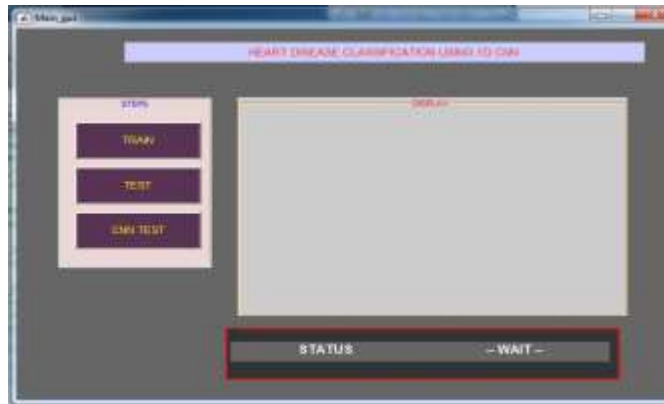 Main_gui
HEART DISEASE CLASSIFICATION USING 1D CNN
STEPS
DISPLAY
TRAIN
TEST
CNN TEST
STATUS -- WAIT --